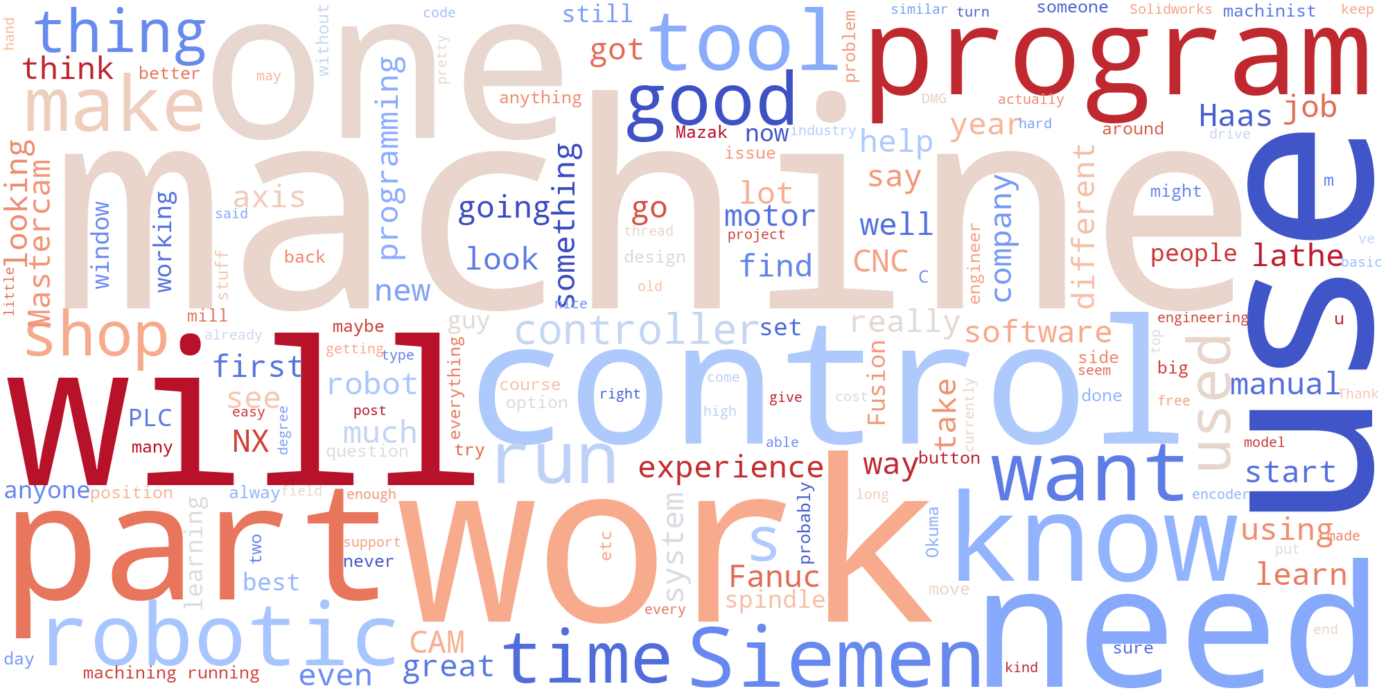 thing
one
tool
program
hand
think
better
may
without
code
pretty
still
got
someone
similar
turn
Solidworks
machinist
keep
problem
make
programming
anything
good
Mazak
now
industry
DMG
actually
hard
around
Haas
job
drive
help
year
looking
Mastercam
machine
use
axis
said
window
working
stuff
back
going
look
something
new
nice
issue
lot
go
motor
thread
project
design
find
old
say
well
CNC
C
engineer
company
different
might
m
people
lathe
ve
basic
little
shop
mill
already
maybe
getting
type
guy
everything
controller
set
really
software
engineering
u
top
side
seem
big
used
manual
Thank
free
will
first
see
robot
PLC
easy
degree
post
NX
many
much
question
try
control
course
option
right
come
high
give
cost
able
Fusion
take
currently
done
model
run
experience
way
button
want
start
encoder
anyone
position
alway
field
enough
part
work
system
s
probably
long
know
using
made
put
learning
two
best
support
never
etc
Okuma
Fanuc
spindle
every
move
learn
need
robotic
CAM
great
time
Siemen
day
machining running
even
kind
sure
end